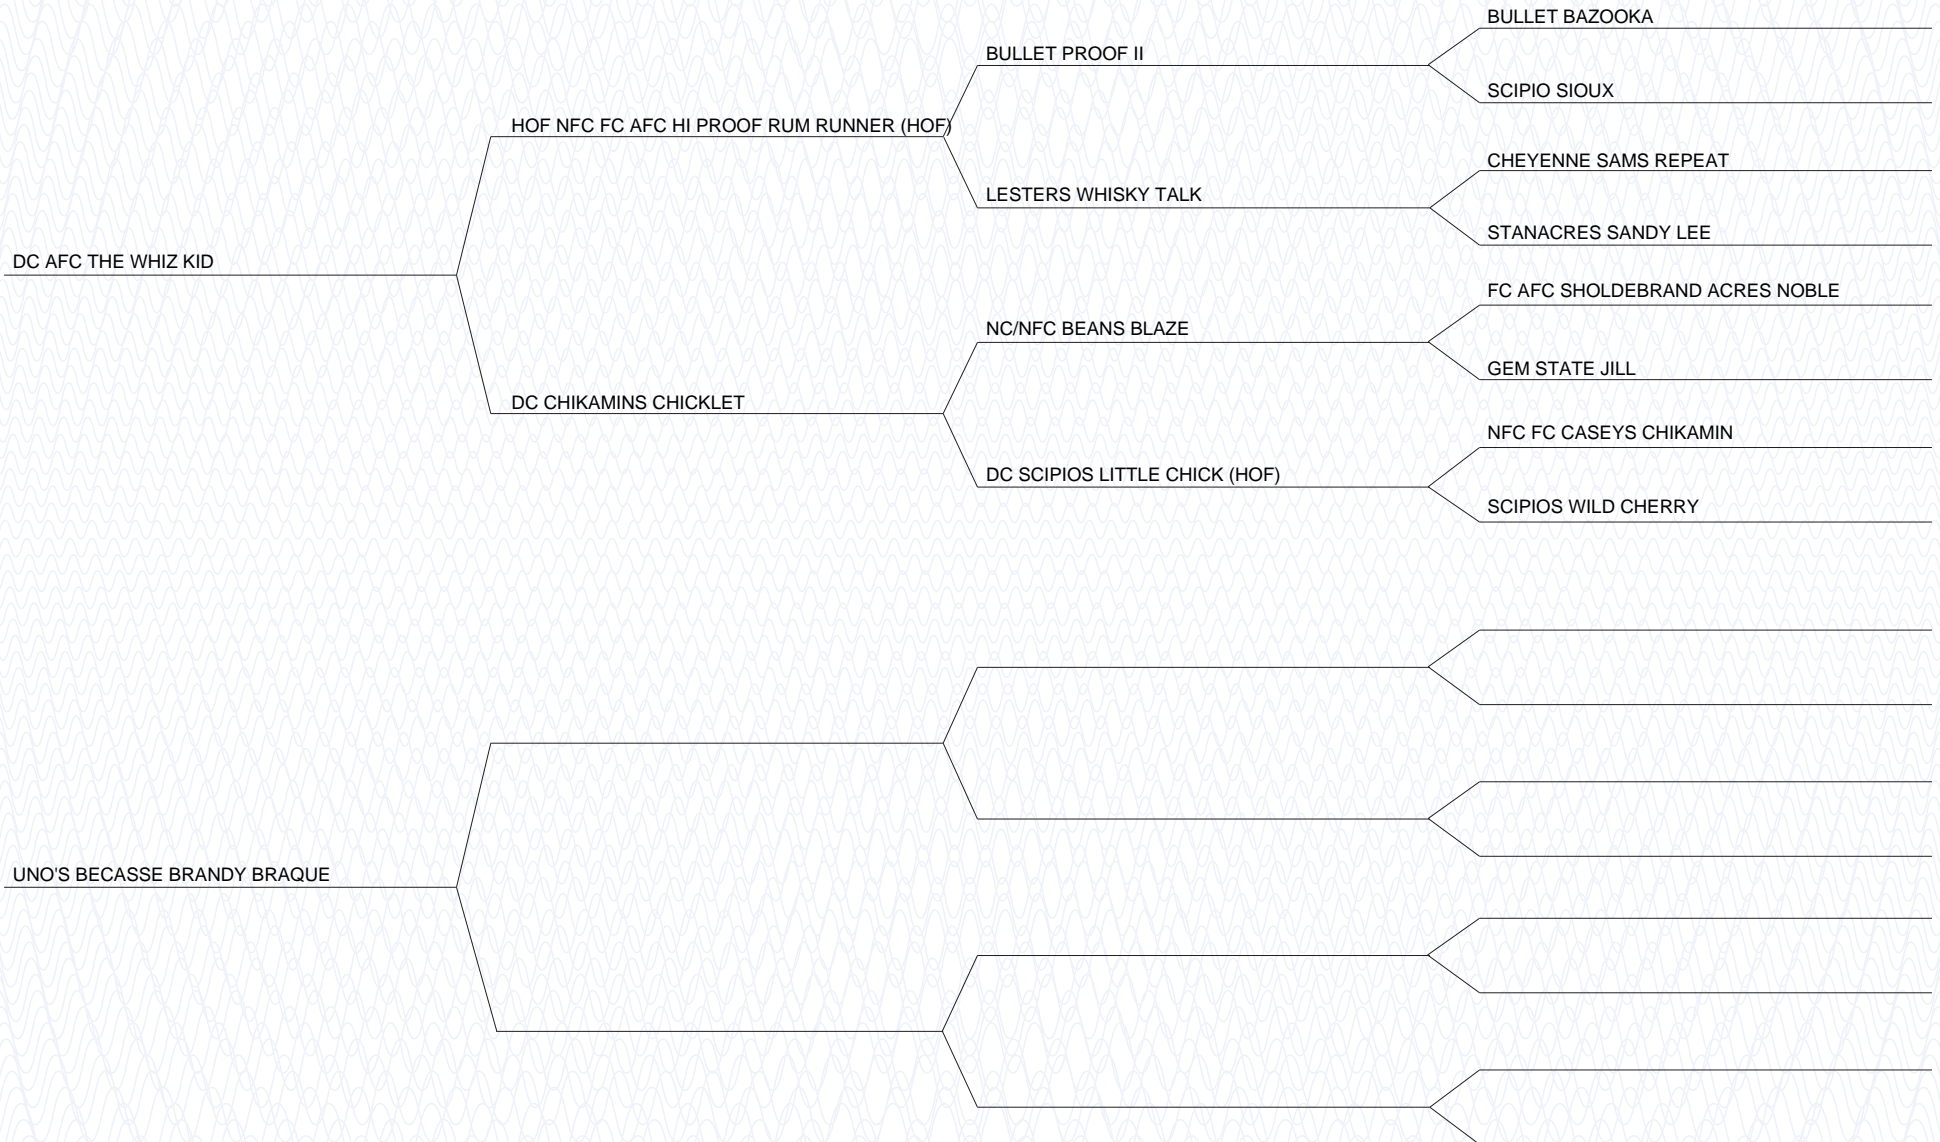 BULLET BAZOOKA
BULLET PROOF II
SCIPIO SIOUX
HOF NFC FC AFC HI PROOF RUM RUNNER (HOF)
CHEYENNE SAMS REPEAT
LESTERS WHISKY TALK
STANACRES SANDY LEE
DC AFC THE WHIZ KID
FC AFC SHOLDEBRAND ACRES NOBLE
NC/NFC BEANS BLAZE
GEM STATE JILL
DC CHIKAMINS CHICKLET
NFC FC CASEYS CHIKAMIN
DC SCIPIOS LITTLE CHICK (HOF)
SCIPIOS WILD CHERRY
UNO'S BECASSE BRANDY BRAQUE